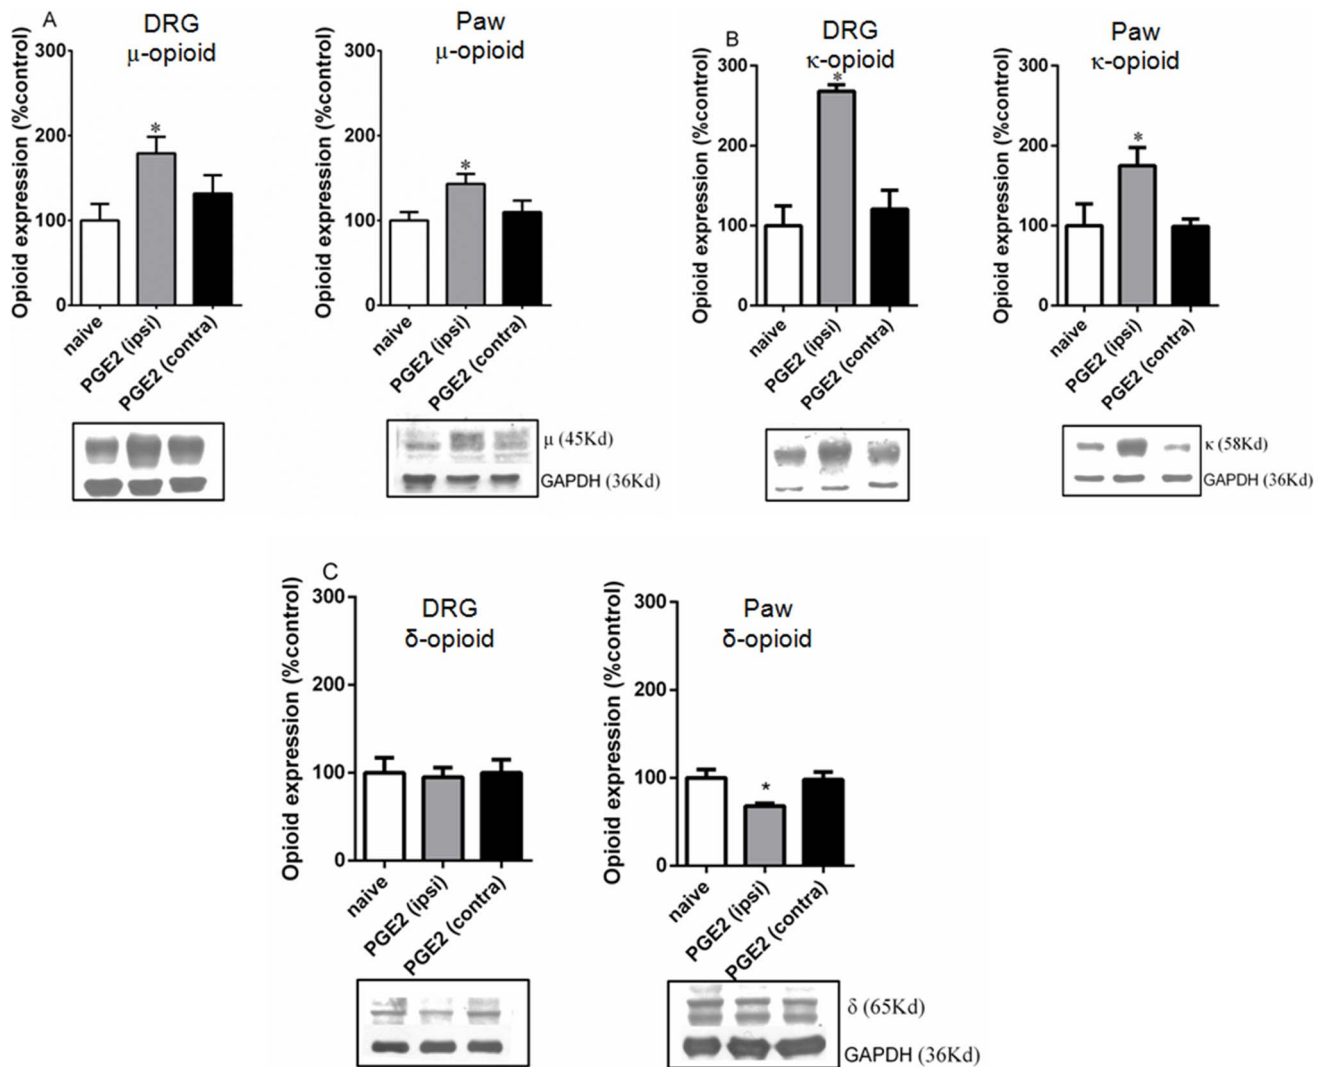 A
DRG
μ-opioid
Opioid expression (%control)
300
200
100
0
*
naive
PGE2 (ipsi)
PGE2 (contra)
Paw
μ-opioid
Opioid expression (%control)
300
200
100
0
*
naive
PGE2 (ipsi)
PGE2 (contra)
μ (45Kd)
GAPDH (36Kd)
B
DRG
κ-opioid
Opioid expression (%control)
300
200
100
0
*
naive
PGE2 (ipsi)
PGE2 (contra)
Paw
κ-opioid
Opioid expression (%control)
300
200
100
0
*
naive
PGE2 (ipsi)
PGE2 (contra)
κ (58Kd)
GAPDH (36Kd)
C
DRG
δ-opioid
Opioid expression (%control)
300
200
100
0
naive
PGE2 (ipsi)
PGE2 (contra)
Paw
δ-opioid
Opioid expression (%control)
300
200
100
0
*
naive
PGE2 (ipsi)
PGE2 (contra)
δ (65Kd)
GAPDH (36Kd)